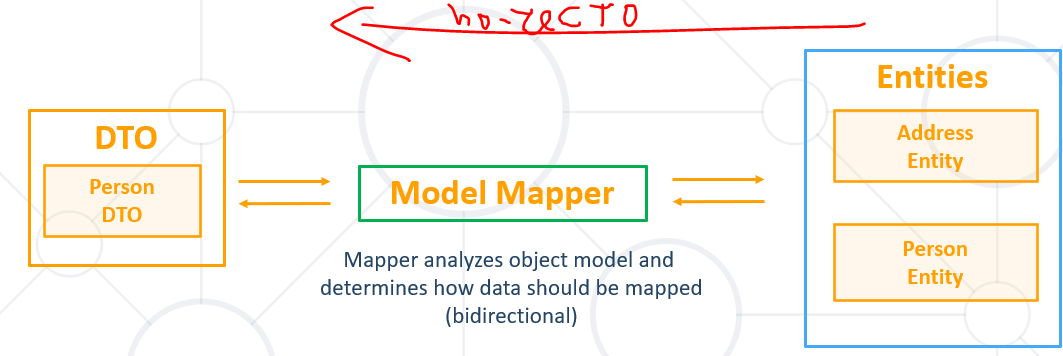 по-често
DTO
Person
DTO
Model Mapper
Mapper analyzes object model and
determines how data should be mapped
(bidirectional)
Entities
Address
Entity
Person
Entity